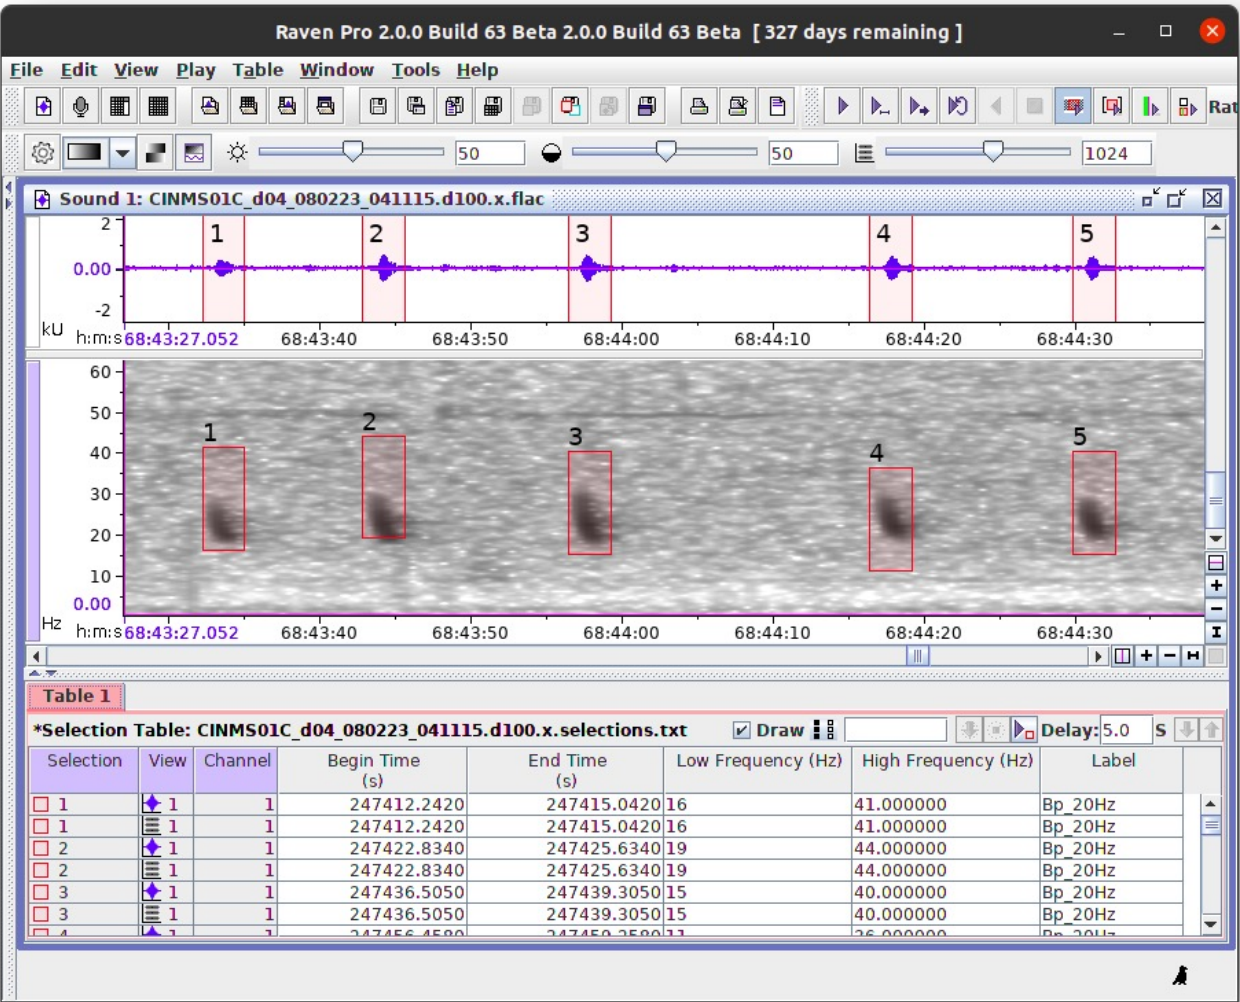 Raven Pro 2.0.0 Build 63 Beta 2.0.0 Build 63 Beta [ 327 days remaining ]
File Edit View Play Table Window Tools Help
Rat
50 50 1024
Sound 1: CINMS01C_d04_080223_041115.d100.x.flac
2
1 2 3 4 5
0.00
-2
kU
h:m:s 68:43:27.052 68:43:40 68:43:50 68:44:00 68:44:10 68:44:20 68:44:30
60
50
40
30
20
10
0.00
1 2 3 4 5
Hz
h:m:s 68:43:27.052 68:43:40 68:43:50 68:44:00 68:44:10 68:44:20 68:44:30
Table 1
*Selection Table: CINMS01C_d04_080223_041115.d100.x.selections.txt Draw Delay: 5.0 S
Selection View Channel Begin Time (s) End Time (s) Low Frequency (Hz) High Frequency (Hz) Label
1 1 1 247412.2420 247415.0420 16 41.000000 Bp_20Hz
1 1 1 247412.2420 247415.0420 16 41.000000 Bp_20Hz
2 1 1 247422.8340 247425.6340 19 44.000000 Bp_20Hz
2 1 1 247422.8340 247425.6340 19 44.000000 Bp_20Hz
3 1 1 247436.5050 247439.3050 15 40.000000 Bp_20Hz
3 1 1 247436.5050 247439.3050 15 40.000000 Bp_20Hz